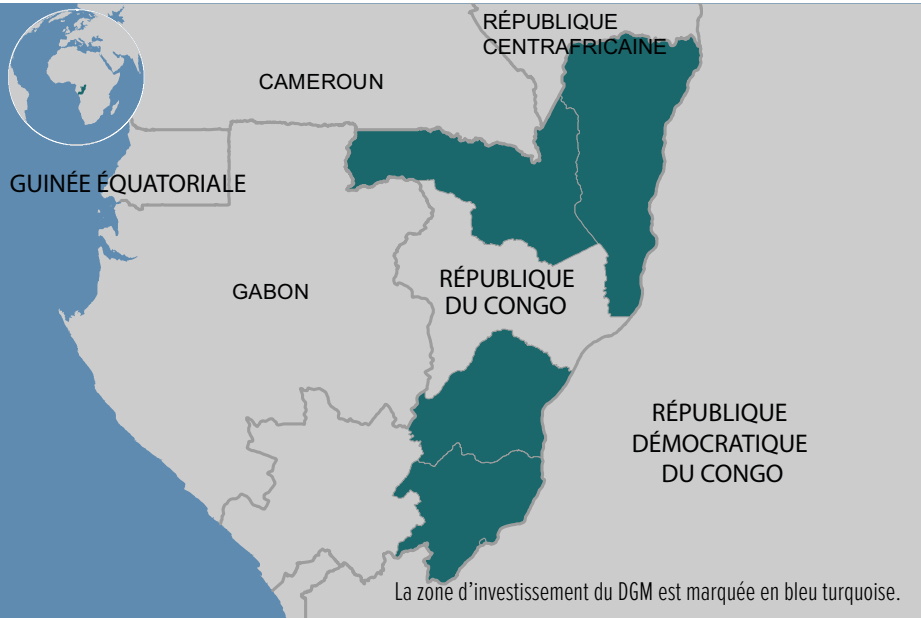 RÉPUBLIQUE
CENTRAFRICAINE
CAMEROUN
GUINÉE ÉQUATORIALE
GABON
RÉPUBLIQUE
DU CONGO
RÉPUBLIQUE
DÉMOCRATIQUE
DU CONGO
La zone d’investissement du DGM est marquée en bleu turquoise.